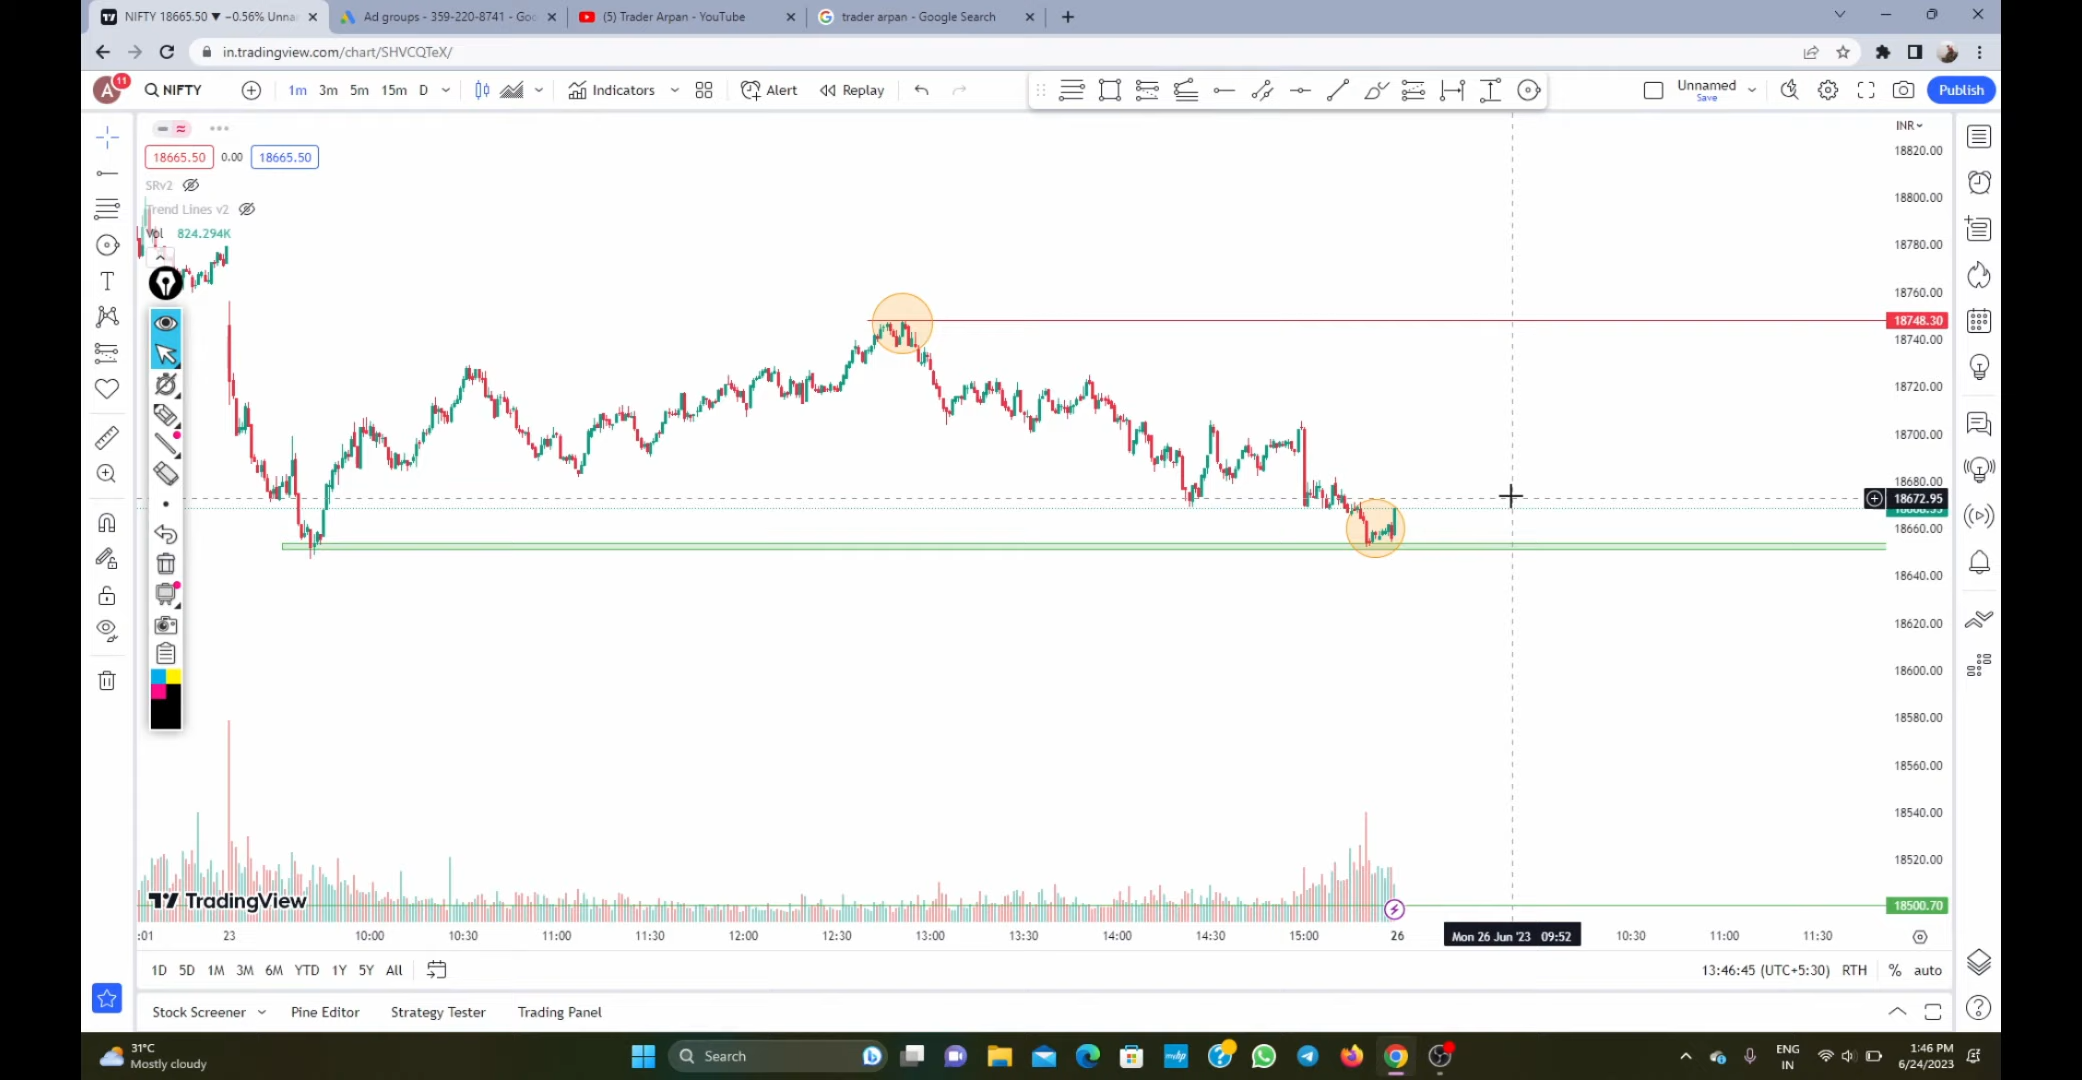 NIFTY 18665.50 ▼ −0.56% Unna
Ad groups - 359-220-8741 - Goo
(5) Trader Arpan - YouTube
trader arpan - Google Search
in.tradingview.com/chart/SHVCQTeX/
A
11
NIFTY
1m 3m 5m 15m D
Indicators
Alert
Replay
Unnamed
Save
Publish
INR
18665.50 0.00 18665.50
SRv2
Trend Lines v2
Vol 824.294K
18820.00
18800.00
18780.00
18760.00
18748.30
18740.00
18720.00
18700.00
18680.00
18672.95
18660.00
18640.00
18620.00
18600.00
18580.00
18560.00
18540.00
18520.00
18500.70
TradingView
:01 23 10:00 10:30 11:00 11:30 12:00 12:30 13:00 13:30 14:00 14:30 15:00 26 Mon 26 Jun '23 09:52 10:30 11:00 11:30
1D 5D 1M 3M 6M YTD 1Y 5Y All
13:46:45 (UTC+5:30) RTH % auto
Stock Screener Pine Editor Strategy Tester Trading Panel
31°C
Mostly cloudy
Search
ENG
IN
1:46 PM
6/24/2023